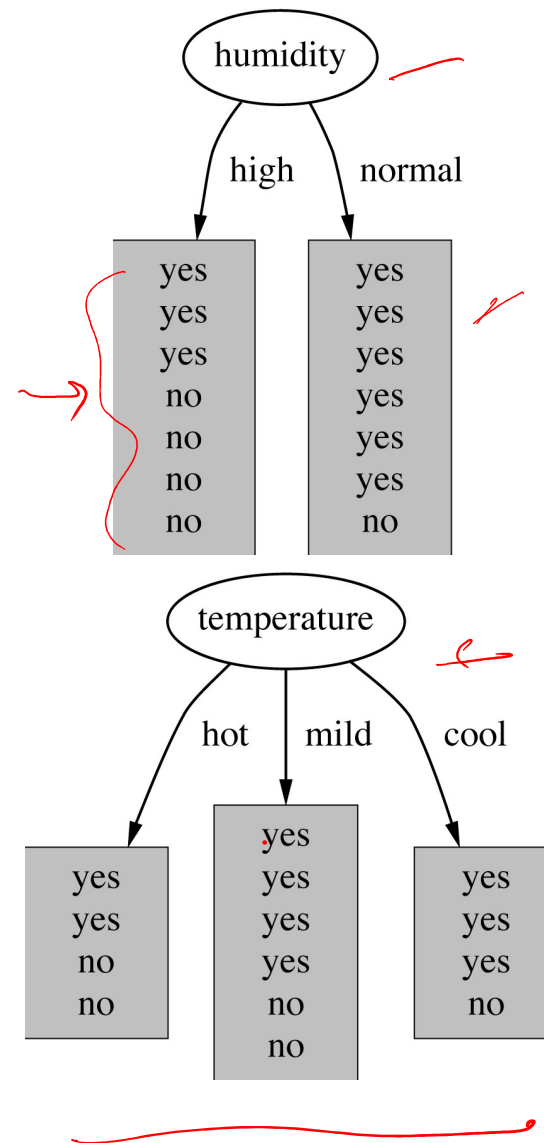 humidity
high normal
yes yes
yes yes
yes yes
no yes
no yes
no yes
no no
temperature
hot mild cool
yes
yes yes yes
yes yes yes
no yes yes
no no no
no